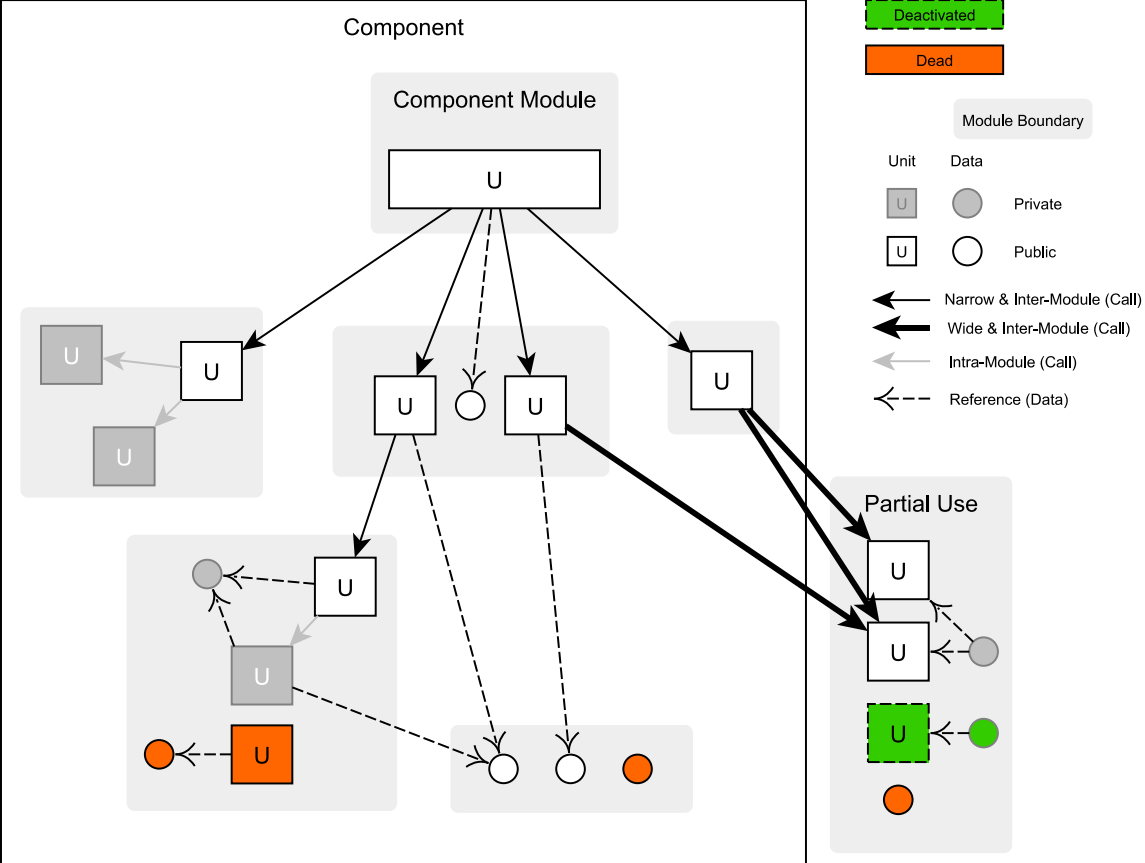 Component
Deactivated
Dead
Component Module
Module Boundary
Unit Data
U
U Private
U Public
Narrow & Inter-Module (Call)
Wide & Inter-Module (Call)
Intra-Module (Call)
Reference (Data)
U
U
U
U
U
U
Partial Use
U
U
U
U
U
U
U